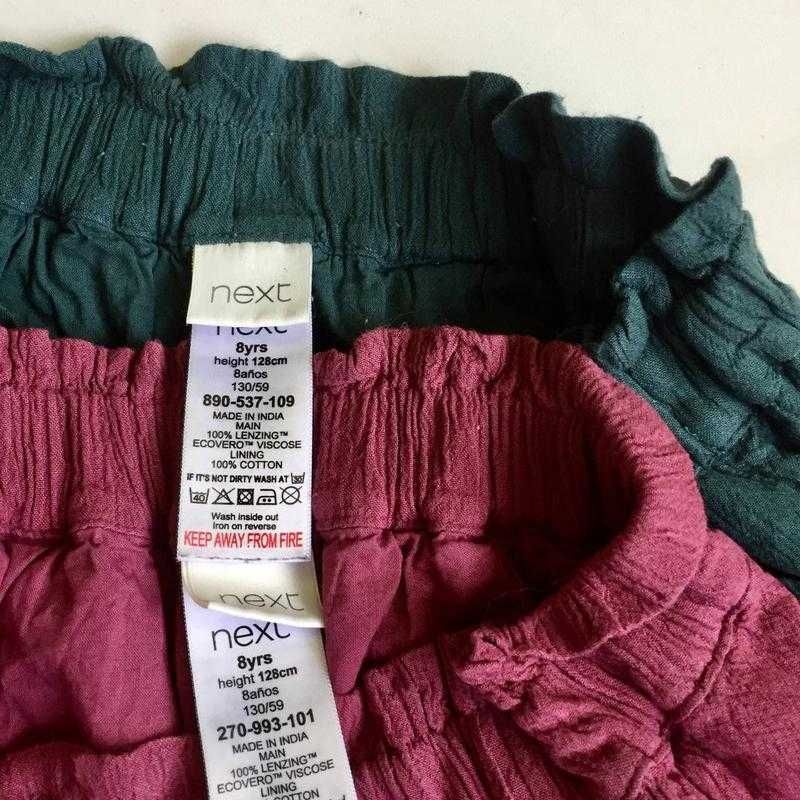 next
next
8yrs
height 128cm
8años
130/59
890-537-109
MADE IN INDIA
MAIN
100% LENZING™
ECOVERO™ VISCOSE
LINING
100% COTTON
IF IT'S NOT DIRTY WASH AT 30
40
Wash inside out
Iron on reverse
KEEP AWAY FROM FIRE
next
next
8yrs
height 128cm
8años
130/59
270-993-101
MADE IN INDIA
MAIN
100% LENZING™
ECOVERO™ VISCOSE
LINING
COTTON